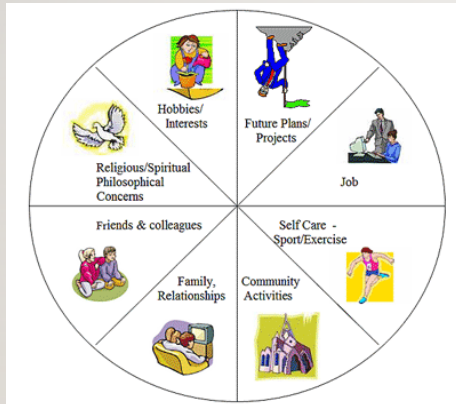 Hobbies/
Interests
Future Plans/
Projects
Religious/Spiritual
Philosophical
Concerns
Job
Friends & colleagues
Self Care -
Sport/Exercise
Family,
Relationships
Community
Activities